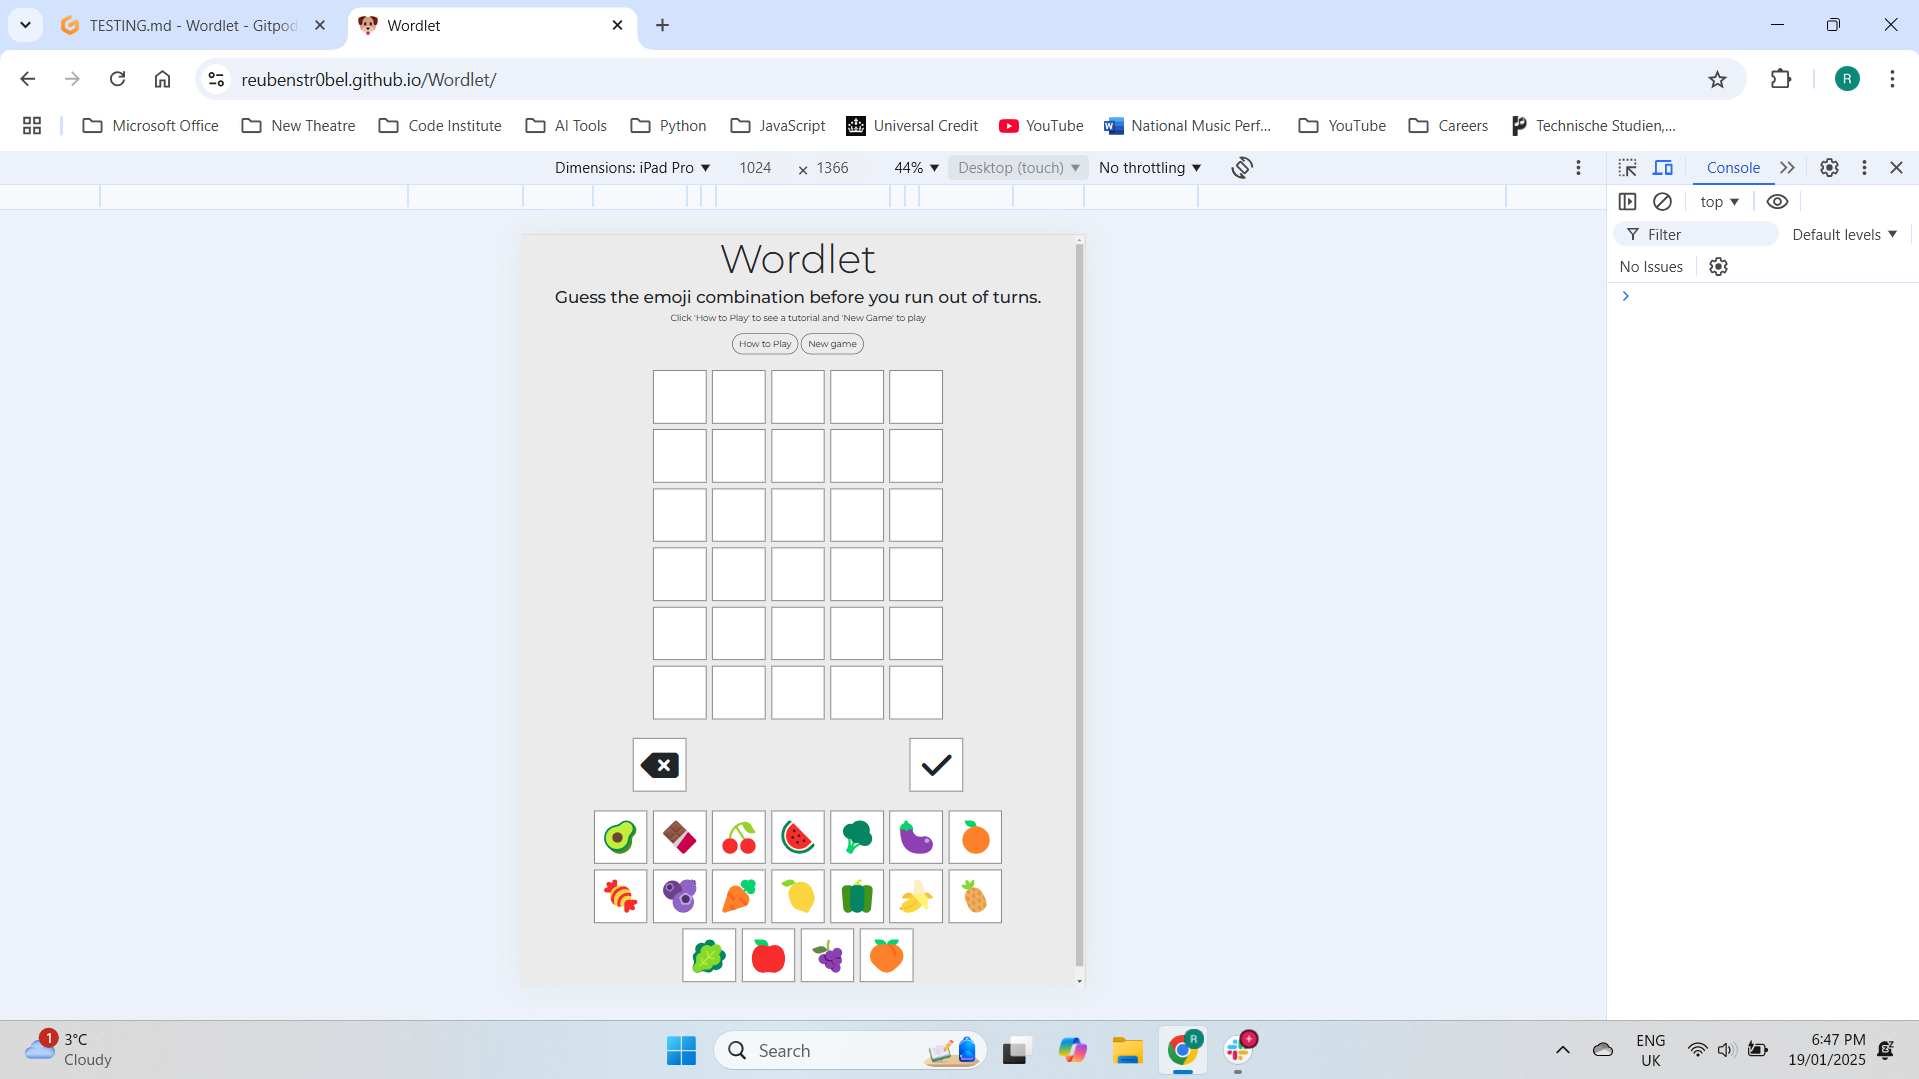 TESTING.md - Wordlet - Gitpod
Wordlet
reubenstr0bel.github.io/Wordlet/
R
Microsoft Office
New Theatre
Code Institute
AI Tools
Python
JavaScript
Universal Credit
YouTube
National Music Perf...
YouTube
Careers
Technische Studien,...
Dimensions: iPad Pro
1024 x 1366
44%
Desktop (touch)
No throttling
Console
top
Filter
Default levels
No Issues
Wordlet
Guess the emoji combination before you run out of turns.
Click 'How to Play' to see a tutorial and 'New Game' to play
How to Play
New game
1
3°C
Cloudy
Search
R
ENG
UK
6:47 PM
19/01/2025